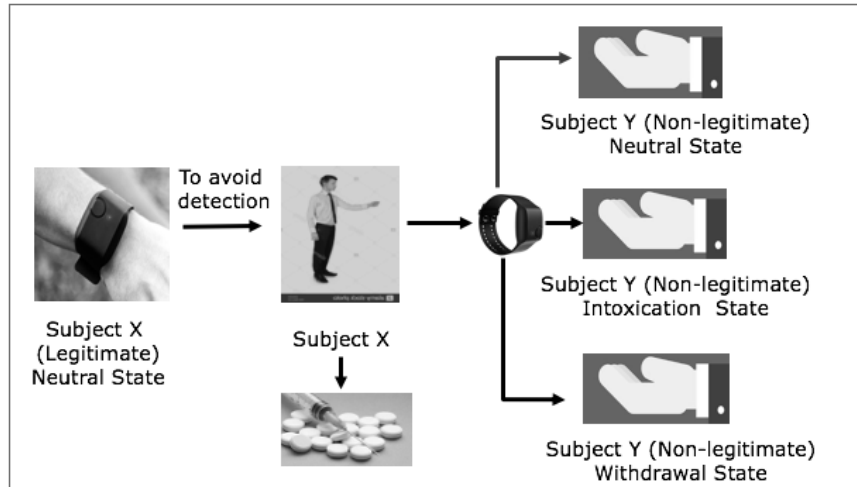 To avoid
detection
Subject X
(Legitimate)
Neutral State
Subject X
Subject Y (Non-legitimate)
Neutral State
Subject Y (Non-legitimate)
Intoxication State
Subject Y (Non-legitimate)
Withdrawal State